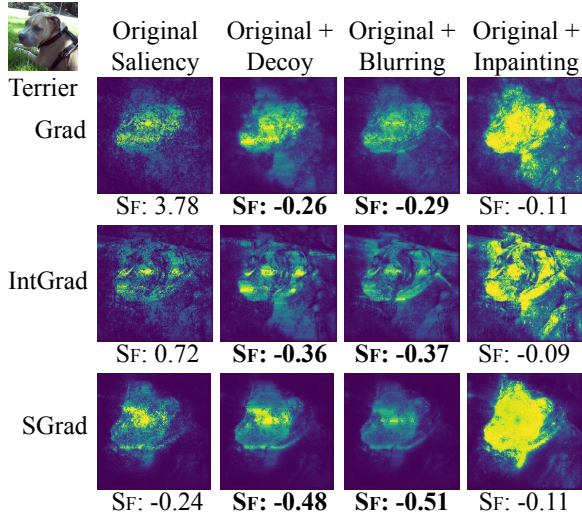 Original Saliency
Original + Decoy
Original + Blurring
Original + Inpainting
Terrier
Grad
SF: 3.78
SF: -0.26
SF: -0.29
SF: -0.11
IntGrad
SF: 0.72
SF: -0.36
SF: -0.37
SF: -0.09
SGrad
SF: -0.24
SF: -0.48
SF: -0.51
SF: -0.11